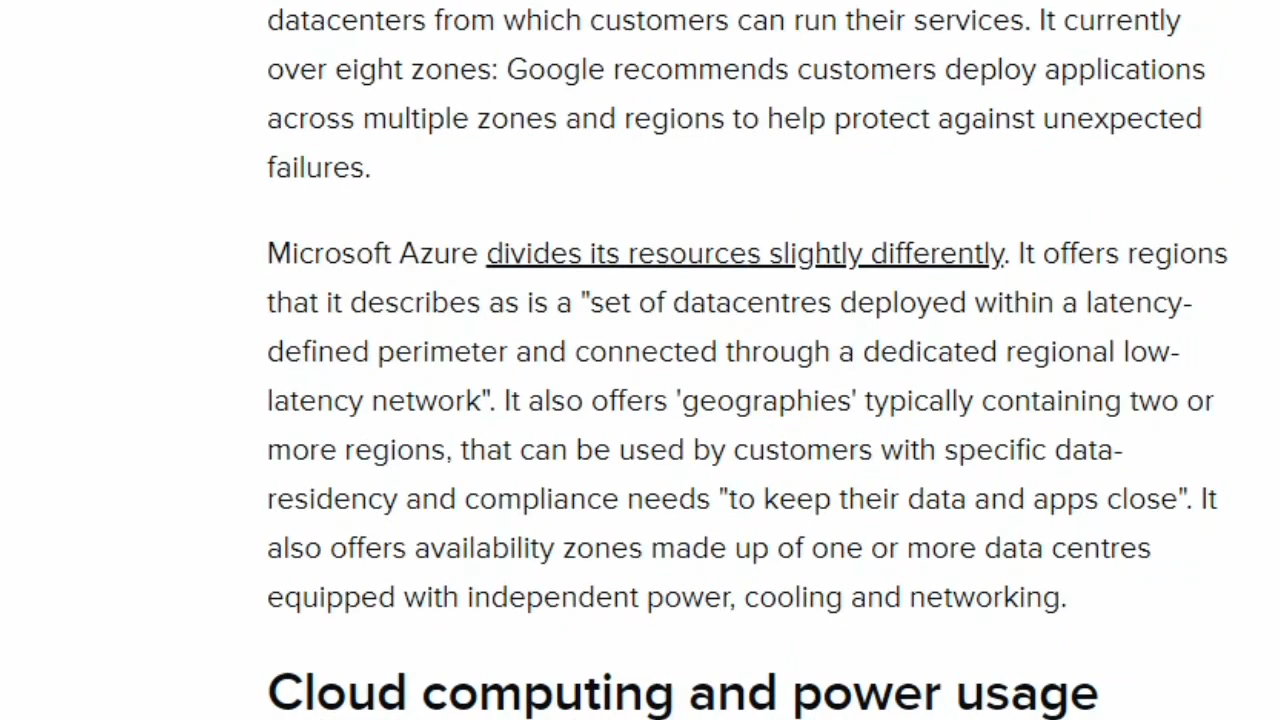 datacenters from which customers can run their services. It currently
over eight zones: Google recommends customers deploy applications
across multiple zones and regions to help protect against unexpected
failures.
Microsoft Azure divides its resources slightly differently. It offers regions
that it describes as is a "set of datacentres deployed within a latency-
defined perimeter and connected through a dedicated regional low-
latency network". It also offers 'geographies' typically containing two or
more regions, that can be used by customers with specific data-
residency and compliance needs "to keep their data and apps close". It
also offers availability zones made up of one or more data centres
equipped with independent power, cooling and networking.
Cloud computing and power usage